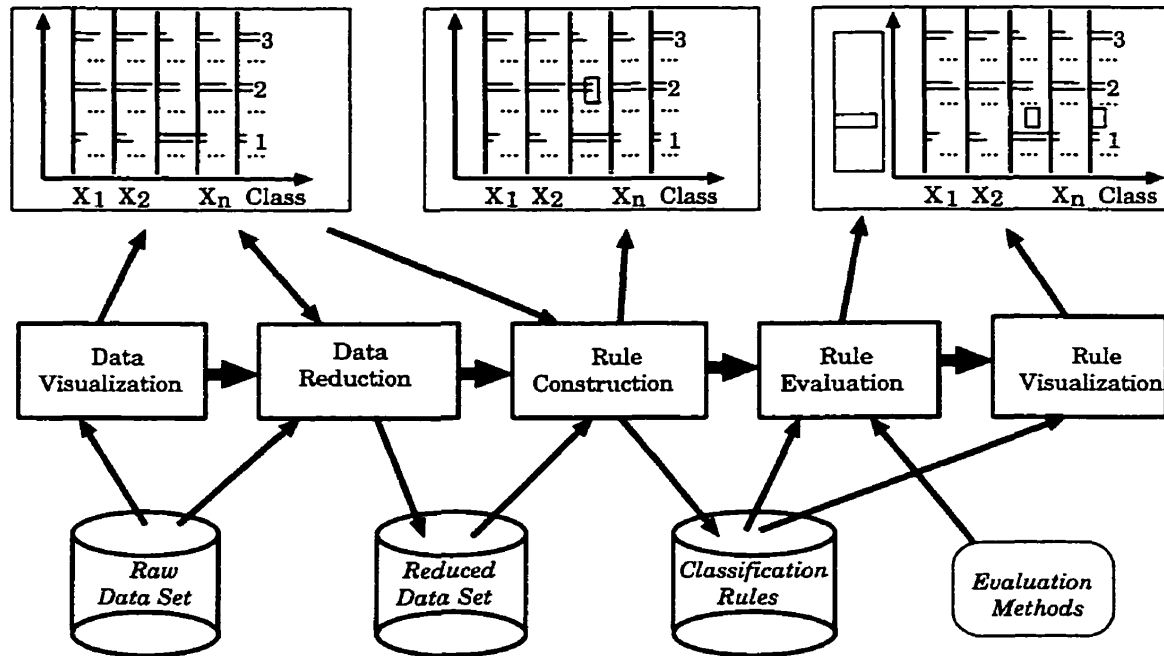 3
2
1
X1 X2 Xn Class
3
2
1
X1 X2 Xn Class
3
2
1
X1 X2 Xn Class
Data
Visualization
Data
Reduction
Rule
Construction
Rule
Evaluation
Rule
Visualization
Raw
Data Set
Reduced
Data Set
Classification
Rules
Evaluation
Methods